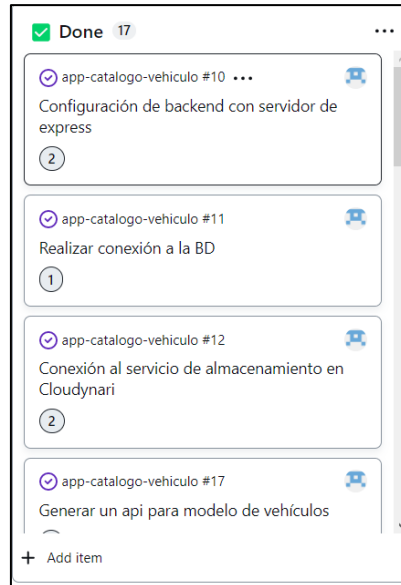 Done 17
app-catalogo-vehiculo #10
Configuración de backend con servidor de
express
2
app-catalogo-vehiculo #11
Realizar conexión a la BD
1
app-catalogo-vehiculo #12
Conexión al servicio de almacenamiento en
Cloudynari
2
app-catalogo-vehiculo #17
Generar un api para modelo de vehículos
+ Add item